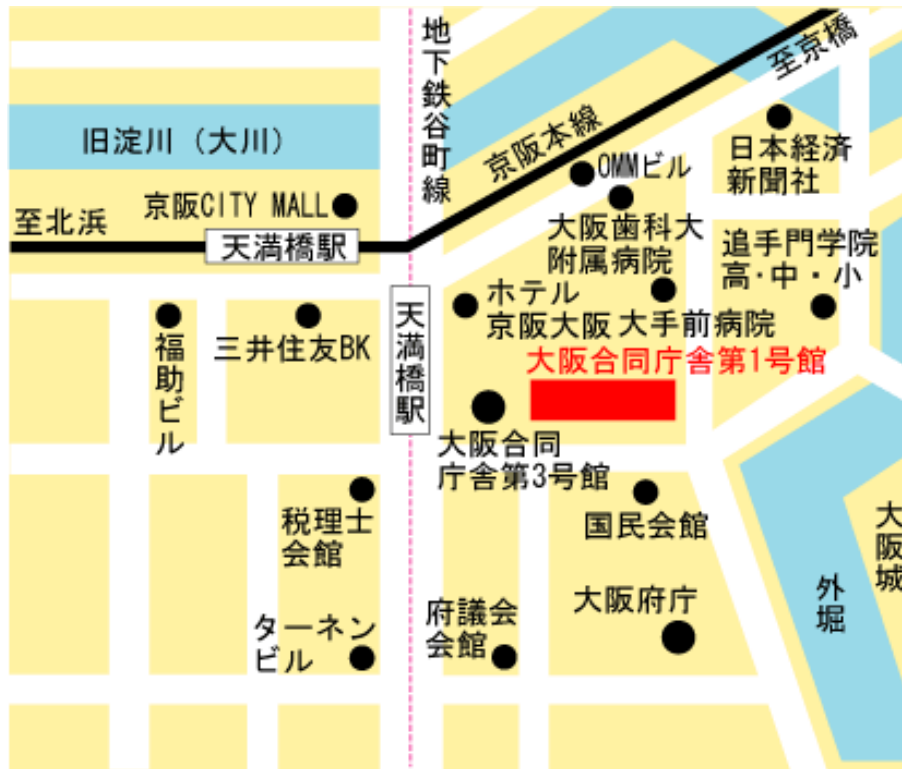 地下鉄谷町線
至京橋
旧淀川（大川）
京阪本線
OMMビル
日本経済
新聞社
至北浜
京阪CITY MALL
天満橋駅
大阪歯科大
附属病院
追手門学院
高・中・小
ホテル
京阪大阪
大手前病院
天満橋駅
福助ビル
三井住友BK
大阪合同庁舎第1号館
大阪合同
庁舎第3号館
税理士
会館
国民会館
大阪城
外堀
ターネン
ビル
府議会
会館
大阪府庁